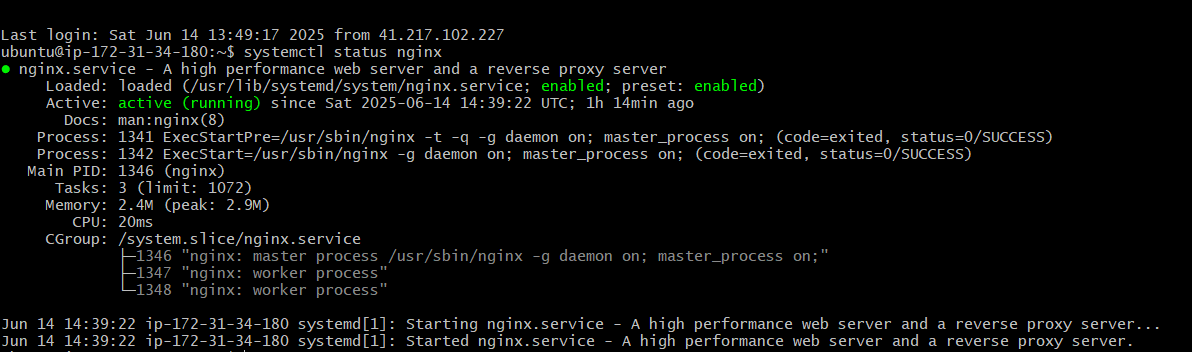 Last login: Sat Jun 14 13:49:17 2025 from 41.217.102.227
ubuntu@ip-172-31-34-180:~$ systemctl status nginx
● nginx.service - A high performance web server and a reverse proxy server
     Loaded: loaded (/usr/lib/systemd/system/nginx.service; enabled; preset: enabled)
     Active: active (running) since Sat 2025-06-14 14:39:22 UTC; 1h 14min ago
       Docs: man:nginx(8)
    Process: 1341 ExecStartPre=/usr/sbin/nginx -t -q -g daemon on; master_process on; (code=exited, status=0/SUCCESS)
    Process: 1342 ExecStart=/usr/sbin/nginx -g daemon on; master_process on; (code=exited, status=0/SUCCESS)
   Main PID: 1346 (nginx)
      Tasks: 3 (limit: 1072)
     Memory: 2.4M (peak: 2.9M)
        CPU: 20ms
     CGroup: /system.slice/nginx.service
             ├─1346 "nginx: master process /usr/sbin/nginx -g daemon on; master_process on;"
             ├─1347 "nginx: worker process"
             └─1348 "nginx: worker process"
Jun 14 14:39:22 ip-172-31-34-180 systemd[1]: Starting nginx.service - A high performance web server and a reverse proxy server...
Jun 14 14:39:22 ip-172-31-34-180 systemd[1]: Started nginx.service - A high performance web server and a reverse proxy server.